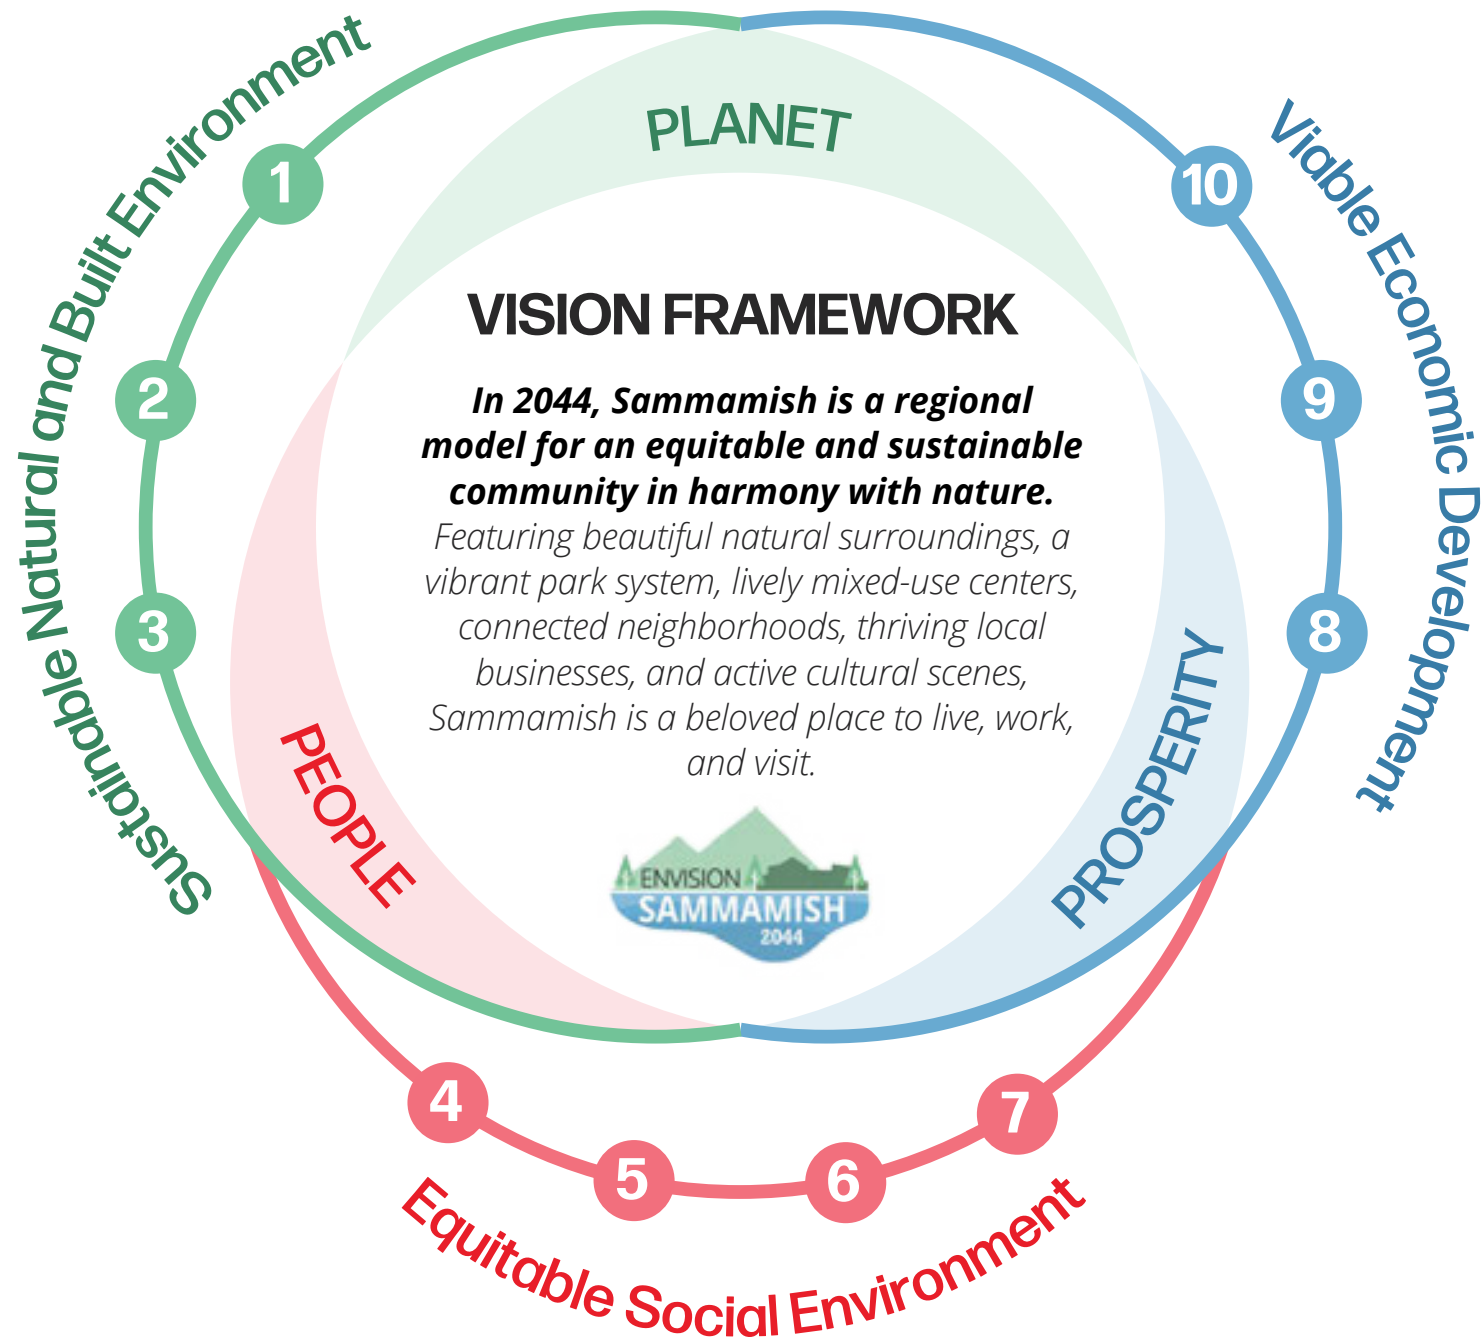 Sustainable Natural and Built Environment
1
2
3
PLANET
10
9
8
Viable Economic Development
VISION FRAMEWORK
In 2044, Sammamish is a regional
model for an equitable and sustainable
community in harmony with nature.
Featuring beautiful natural surroundings, a
vibrant park system, lively mixed-use centers,
connected neighborhoods, thriving local
businesses, and active cultural scenes,
Sammamish is a beloved place to live, work,
and visit.
PEOPLE
PROSPERITY
ENVISION
SAMMAMISH
2044
4
5
6
7
Equitable Social Environment